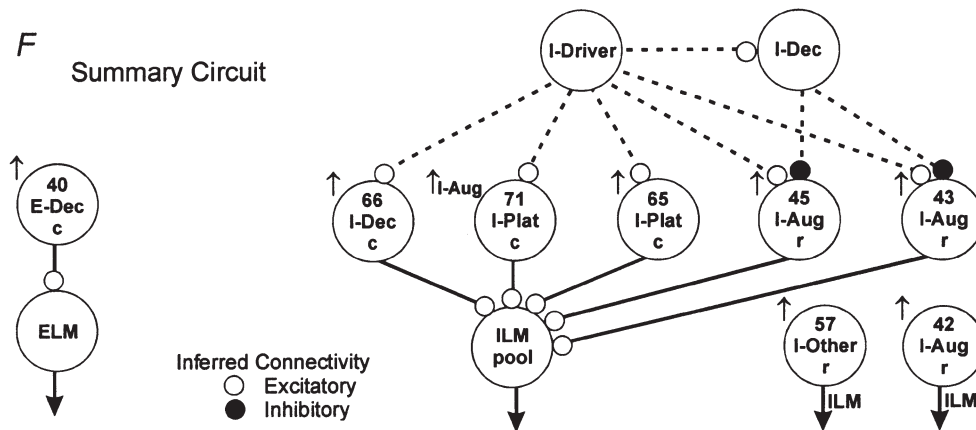 F
Summary Circuit
I-Driver
I-Dec
↑
40
E-Dec
c
ELM
↑
66
I-Dec
c
↑I-Aug
71
I-Plat
c
↑
65
I-Plat
c
↑
45
I-Aug
r
↑
43
I-Aug
r
ILM
pool
↑
57
I-Other
r
ILM
↑
42
I-Aug
r
ILM
Inferred Connectivity
Excitatory
Inhibitory